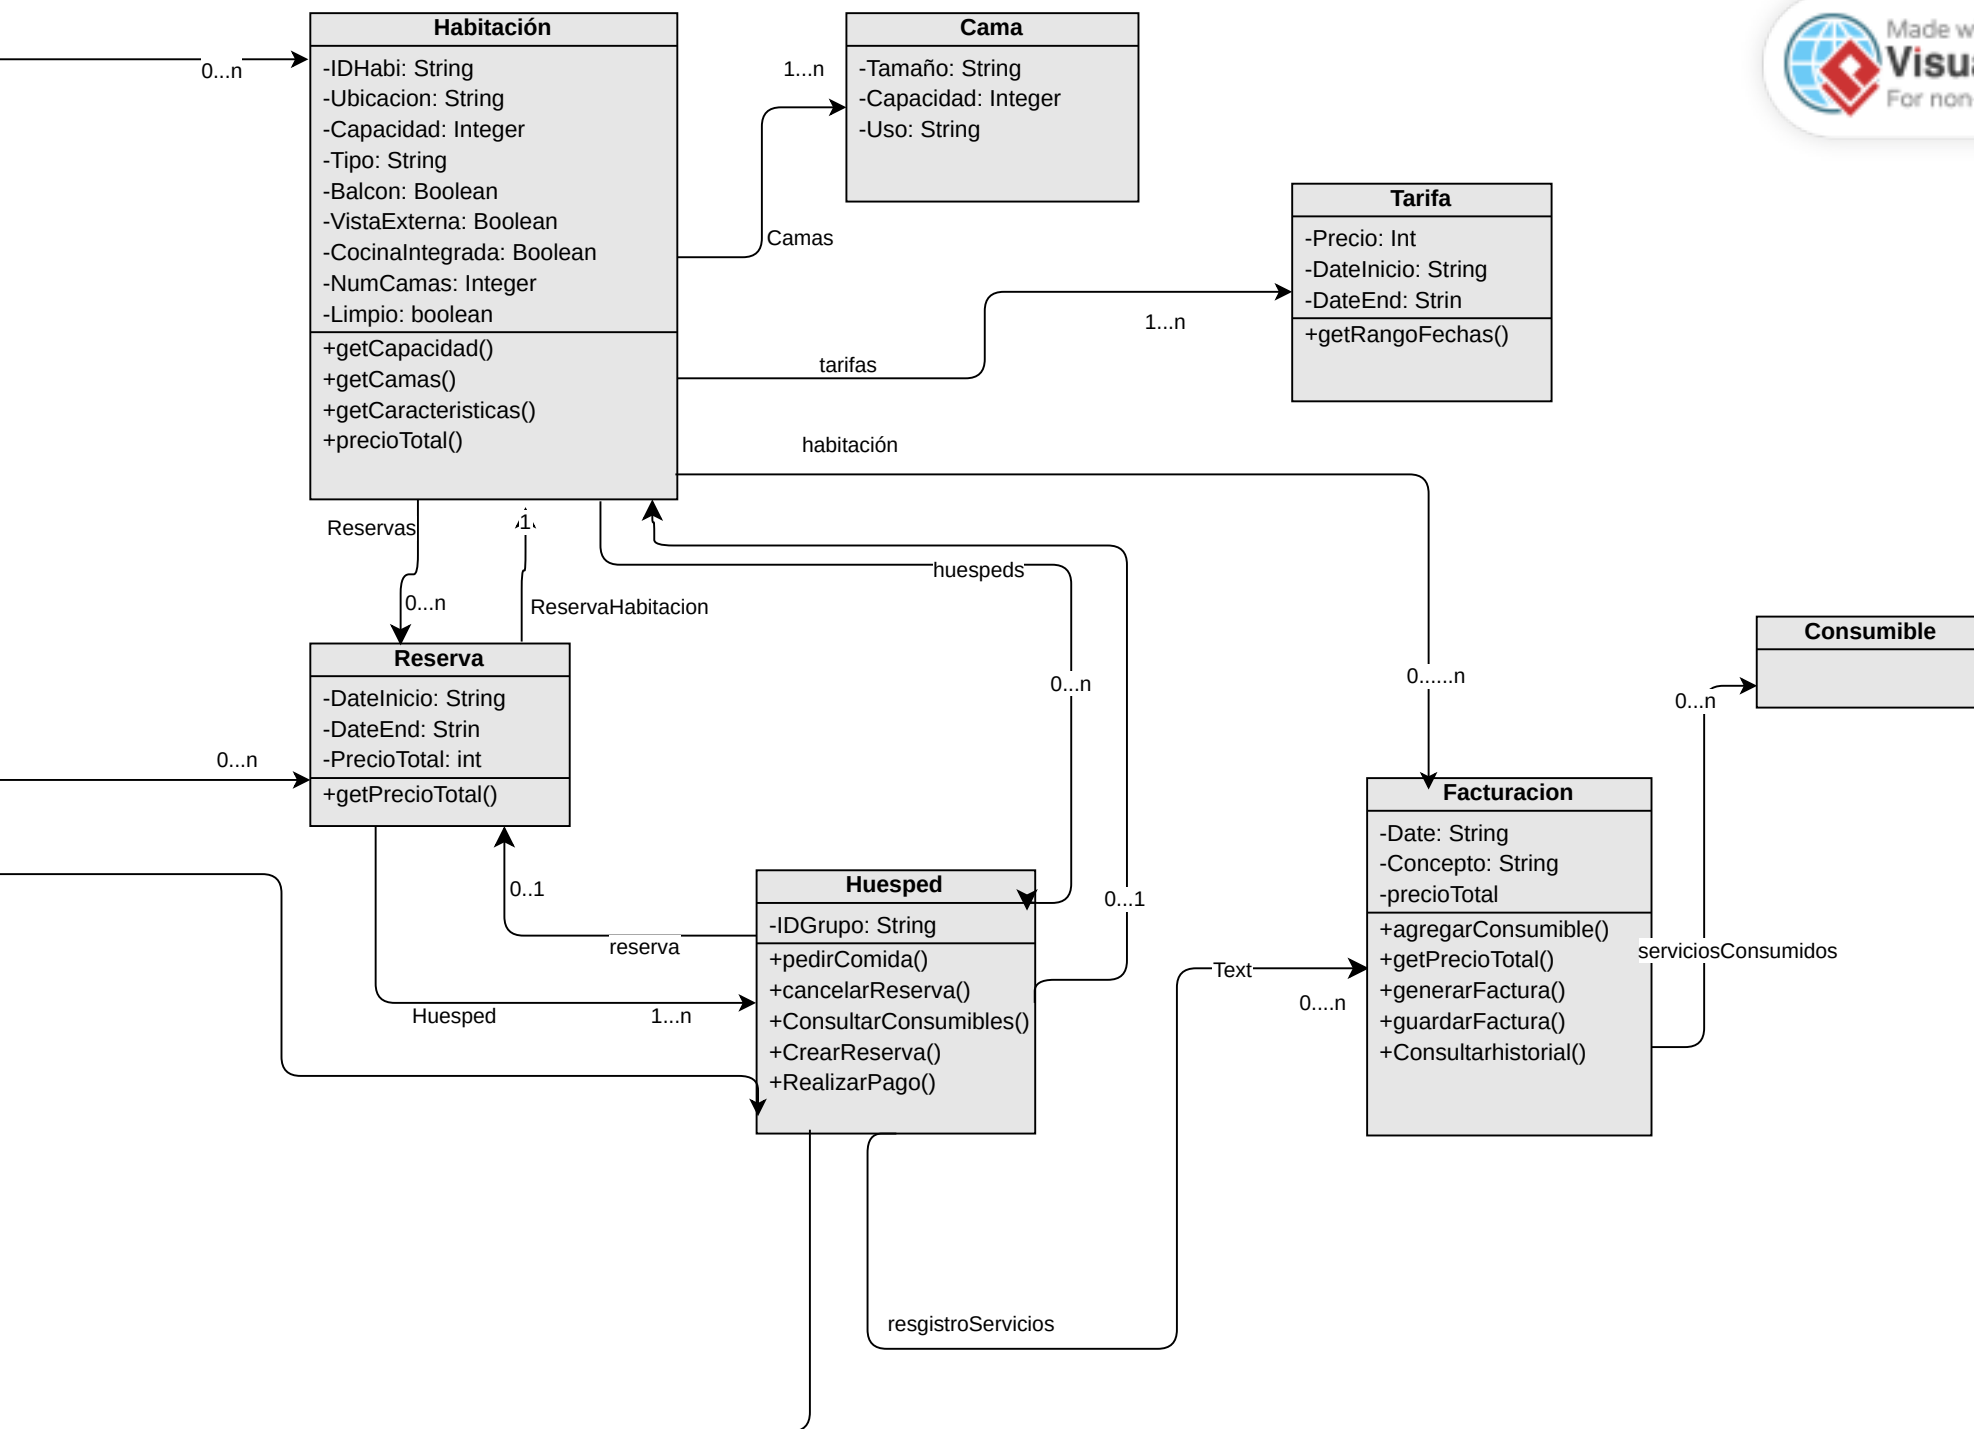 Habitación
-IDHabi: String
-Ubicacion: String
-Capacidad: Integer
-Tipo: String
-Balcon: Boolean
-VistaExterna: Boolean
-CocinaIntegrada: Boolean
-NumCamas: Integer
-Limpio: boolean
+getCapacidad()
+getCamas()
+getCaracteristicas()
+precioTotal()
0...n
Cama
-Tamaño: String
-Capacidad: Integer
-Uso: String
1...n
Camas
Made w
Visua
For non
Tarifa
-Precio: Int
-DateInicio: String
-DateEnd: Strin
+getRangoFechas()
1...n
tarifas
habitación
Reservas
1
0...n
ReservaHabitacion
huespeds
0...n
0......n
Consumible
0...n
Reserva
-DateInicio: String
-DateEnd: Strin
-PrecioTotal: int
+getPrecioTotal()
0...n
0..1
reserva
Huesped
1...n
Huesped
-IDGrupo: String
+pedirComida()
+cancelarReserva()
+ConsultarConsumibles()
+CrearReserva()
+RealizarPago()
0...1
Facturacion
-Date: String
-Concepto: String
-precioTotal
+agregarConsumible()
+getPrecioTotal()
+generarFactura()
+guardarFactura()
+Consultarhistorial()
serviciosConsumidos
Text
0....n
resgistroServicios